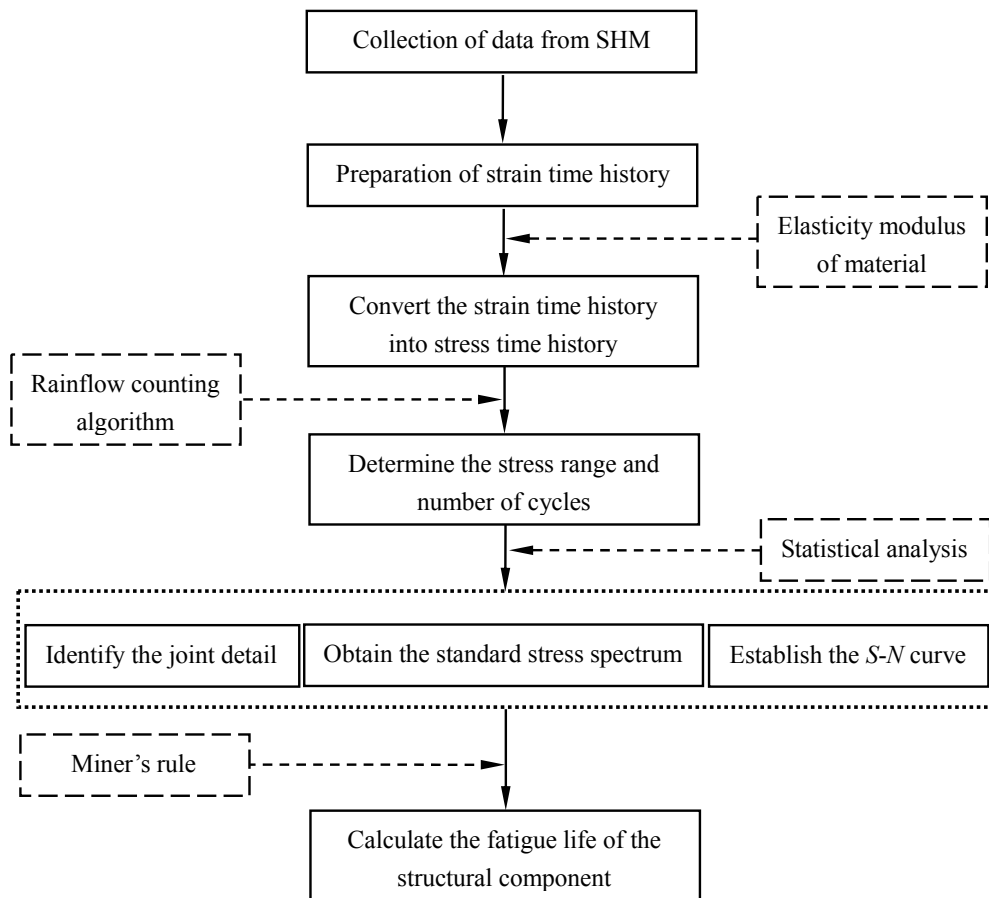 Collection of data from SHM
Preparation of strain time history
Elasticity modulus
of material
Convert the strain time history
into stress time history
Rainflow counting
algorithm
Determine the stress range and
number of cycles
Statistical analysis
Identify the joint detail
Obtain the standard stress spectrum
Establish the S-N curve
Miner’s rule
Calculate the fatigue life of the
structural component